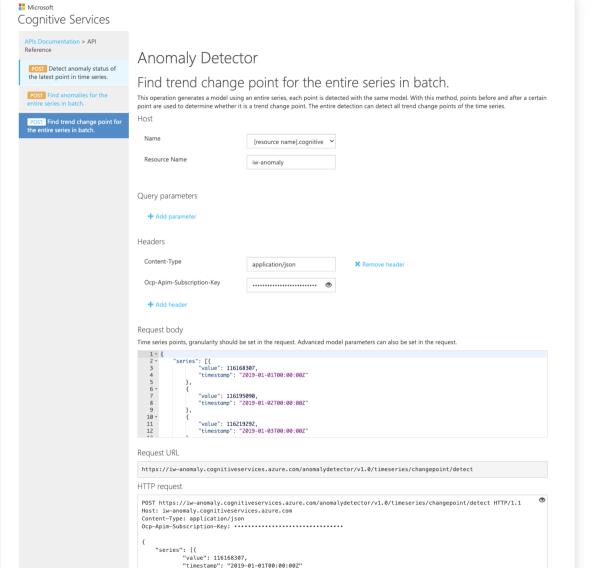 Microsoft
Cognitive Services
APIs Documentation > API
Reference
POST Detect anomaly status of
the latest point in time series.
POST Find anomalies for the
entire series in batch.
POST Find trend change point for
the entire series in batch.
Anomaly Detector
Find trend change point for the entire series in batch.
This operation generates a model using an entire series, each point is detected with the same model. With this method, points before and after a certain
point are used to determine whether it is a trend change point. The entire detection can detect all trend change points of the time series.
Host
Name
[resource name].cognitive
Resource Name
iw-anomaly
Query parameters
+ Add parameter
Headers
Content-Type
application/json
✖ Remove header
Ocp-Apim-Subscription-Key
••••••••••••••••••••••••••
+ Add header
Request body
Time series points, granularity should be set in the request. Advanced model parameters can also be set in the request.
1 {
2 "series": [{
3 "value": 116168307,
4 "timestamp": "2019-01-01T00:00:00Z"
5 },
6 {
7 "value": 116195090,
8 "timestamp": "2019-01-02T00:00:00Z"
9 },
10 {
11 "value": 116219292,
12 "timestamp": "2019-01-03T00:00:00Z"
Request URL
https://iw-anomaly.cognitiveservices.azure.com/anomalydetector/v1.0/timeseries/changepoint/detect
HTTP request
POST https://iw-anomaly.cognitiveservices.azure.com/anomalydetector/v1.0/timeseries/changepoint/detect HTTP/1.1
Host: iw-anomaly.cognitiveservices.azure.com
Content-Type: application/json
Ocp-Apim-Subscription-Key: ••••••••••••••••••••••••••••••••
{
"series": [{
"value": 116168307,
"timestamp": "2019-01-01T00:00:00Z"